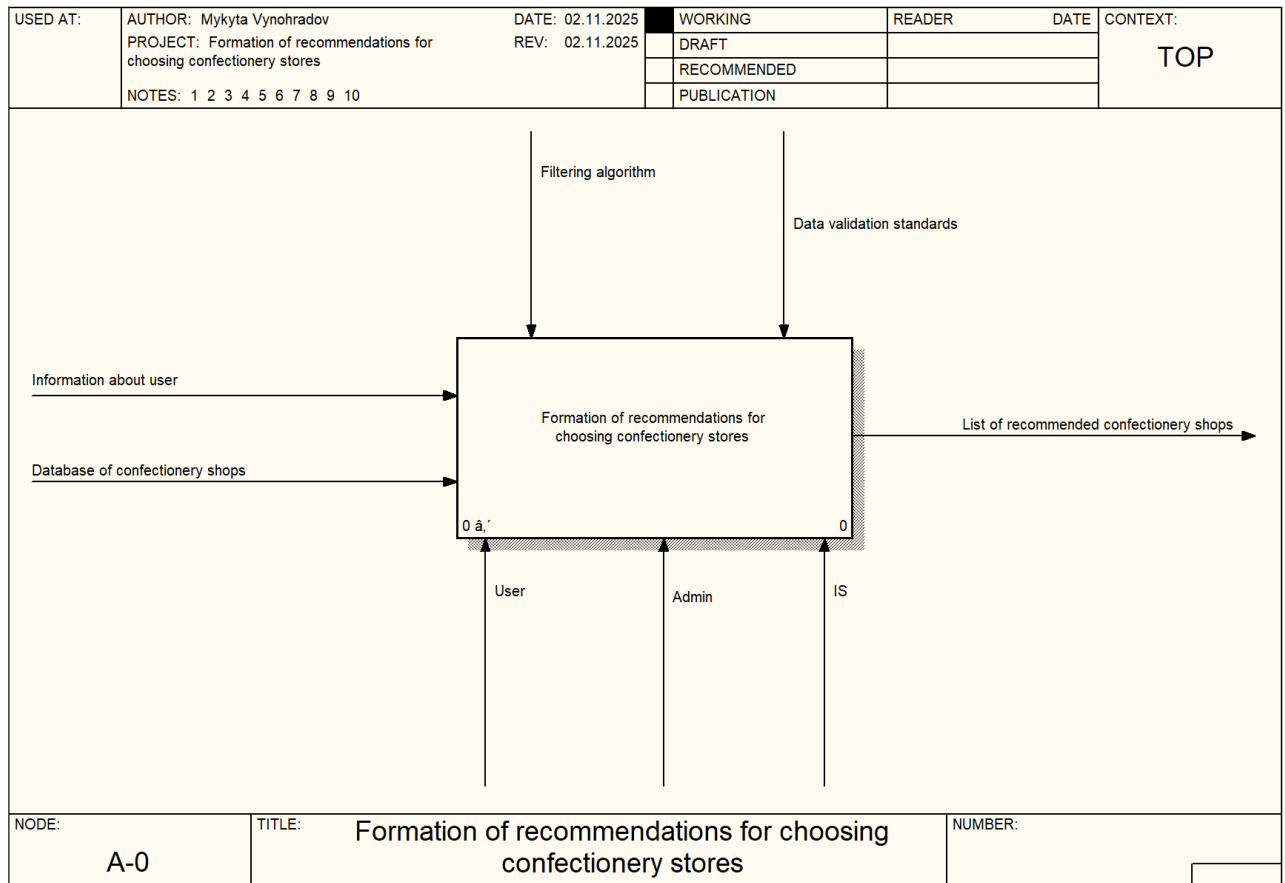 USED AT:
AUTHOR: Mykyta Vynohradov
DATE: 02.11.2025
PROJECT: Formation of recommendations for
choosing confectionery stores
REV: 02.11.2025
NOTES: 1 2 3 4 5 6 7 8 9 10
WORKING
DRAFT
RECOMMENDED
PUBLICATION
READER DATE
CONTEXT:
TOP
Filtering algorithm
Data validation standards
Information about user
Database of confectionery shops
Formation of recommendations for
choosing confectionery stores
0 â‚´
0
List of recommended confectionery shops
User
Admin
IS
NODE:
A-0
TITLE:
Formation of recommendations for choosing
confectionery stores
NUMBER: